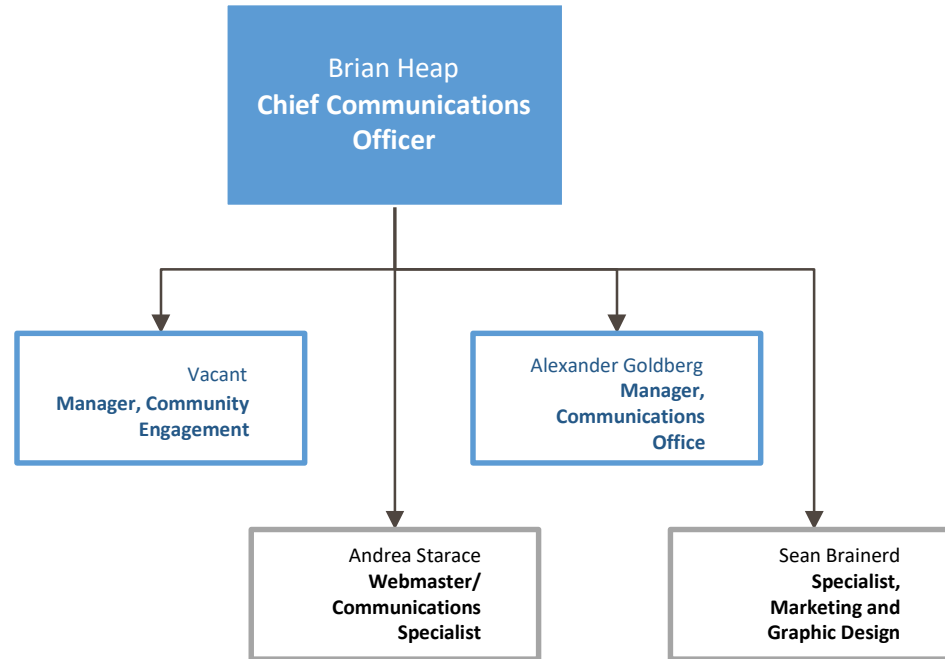 Brian Heap
Chief Communications
Officer
Vacant
Manager, Community
Engagement
Alexander Goldberg
Manager,
Communications
Office
Andrea Starace
Webmaster/
Communications
Specialist
Sean Brainerd
Specialist,
Marketing and
Graphic Design